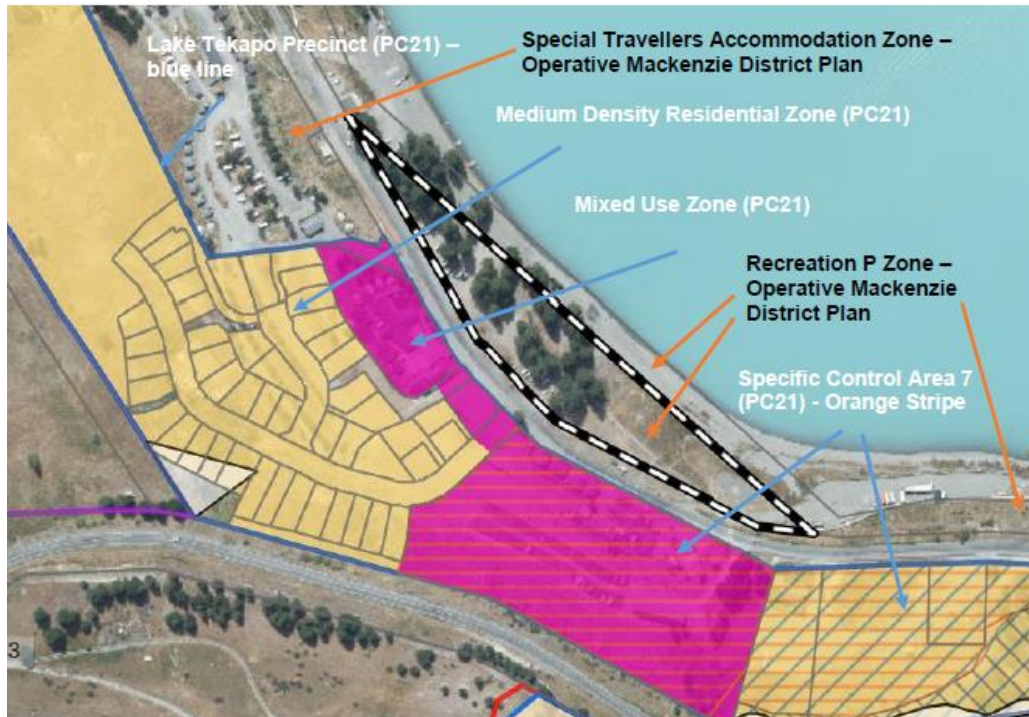 Lake Tekapo Precinct (PC21) –
blue line
Special Travellers Accommodation Zone –
Operative Mackenzie District Plan
Medium Density Residential Zone (PC21)
Mixed Use Zone (PC21)
Recreation P Zone –
Operative Mackenzie
District Plan
Specific Control Area 7
(PC21) - Orange Stripe
3